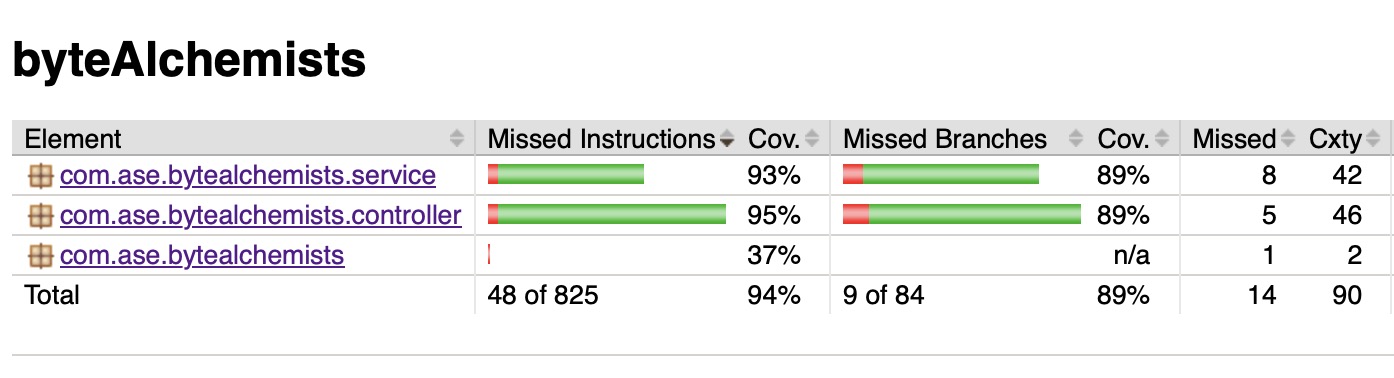 byteAlchemists
Element Missed Instructions Cov. Missed Branches Cov. Missed Cxty
com.ase.bytealchemists.service 93% 89% 8 42
com.ase.bytealchemists.controller 95% 89% 5 46
com.ase.bytealchemists 37% n/a 1 2
Total 48 of 825 94% 9 of 84 89% 14 90